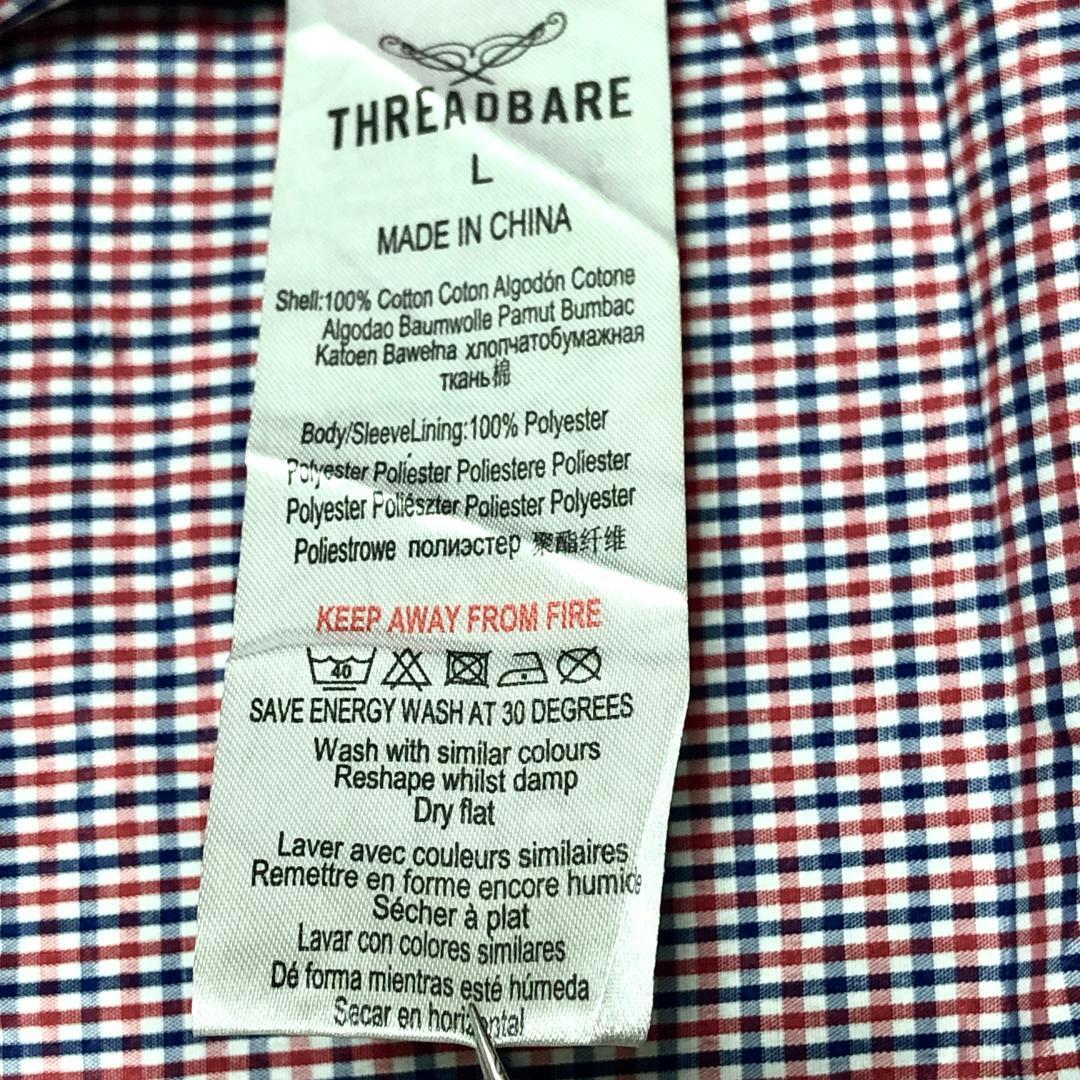 THREADBARE
L
MADE IN CHINA
Shell:100% Cotton Coton Algodón Cotone
Algodao Baumwolle Pamut Bumbac
Katoen Bawełna хлопчатобумажная
ткань棉
Body/SleeveLining:100% Polyester
Polyester Políester Poliestere Poliester
Polyester Poliészter Poliester Polyester
Poliestrowe полиэстер 聚酯纤维
KEEP AWAY FROM FIRE
40
SAVE ENERGY WASH AT 30 DEGREES
Wash with similar colours
Reshape whilst damp
Dry flat
Laver avec couleurs similaires
Remettre en forme encore humide
Sécher à plat
Lavar con colores similares
Dé forma mientras esté húmeda
Secar en horizontal